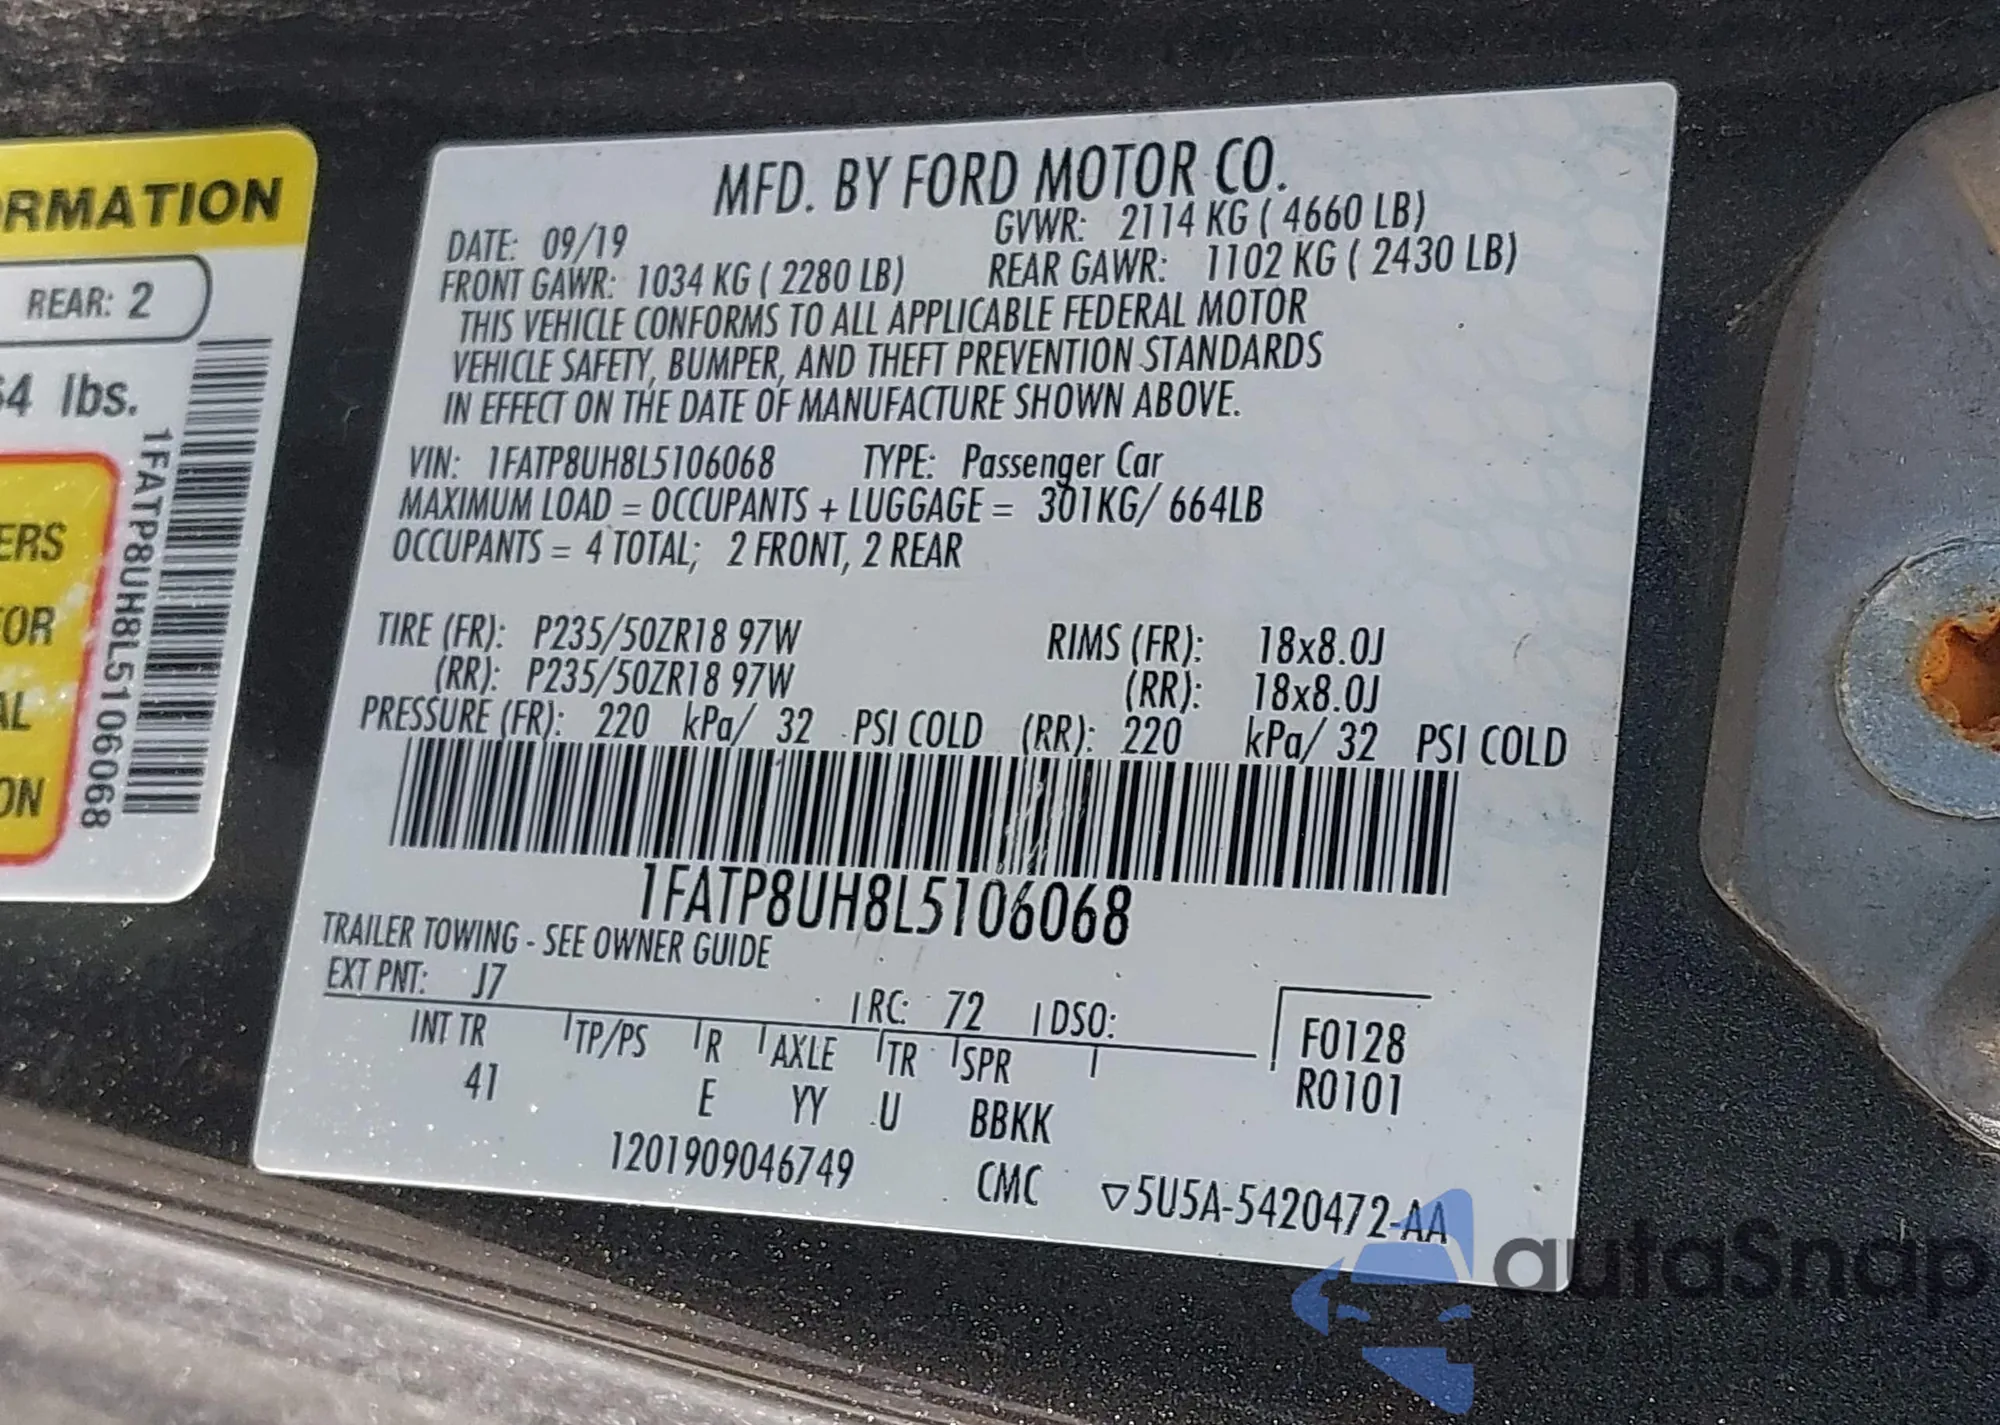 RMATION
REAR: 2
64 lbs.
1FATP8UH8L5106068
ERS
FOR
AL
ON
MFD. BY FORD MOTOR CO.
DATE: 09/19 GVWR: 2114 KG ( 4660 LB)
FRONT GAWR: 1034 KG ( 2280 LB) REAR GAWR: 1102 KG ( 2430 LB)
THIS VEHICLE CONFORMS TO ALL APPLICABLE FEDERAL MOTOR
VEHICLE SAFETY, BUMPER, AND THEFT PREVENTION STANDARDS
IN EFFECT ON THE DATE OF MANUFACTURE SHOWN ABOVE.
VIN: 1FATP8UH8L5106068 TYPE: Passenger Car
MAXIMUM LOAD = OCCUPANTS + LUGGAGE = 301KG/ 664LB
OCCUPANTS = 4 TOTAL; 2 FRONT, 2 REAR
TIRE (FR): P235/50ZR18 97W RIMS (FR): 18x8.0J
(RR): P235/50ZR18 97W (RR): 18x8.0J
PRESSURE (FR): 220 kPa/ 32 PSI COLD (RR): 220 kPa/ 32 PSI COLD
1FATP8UH8L5106068
TRAILER TOWING - SEE OWNER GUIDE
EXT PNT: J7 RC: 72 DSO:
INT TR TP/PS R AXLE TR SPR F0128
41 E YY U BBKK R0101
1201909046749 CMC ▽5U5A-5420472-AA
autoSnap